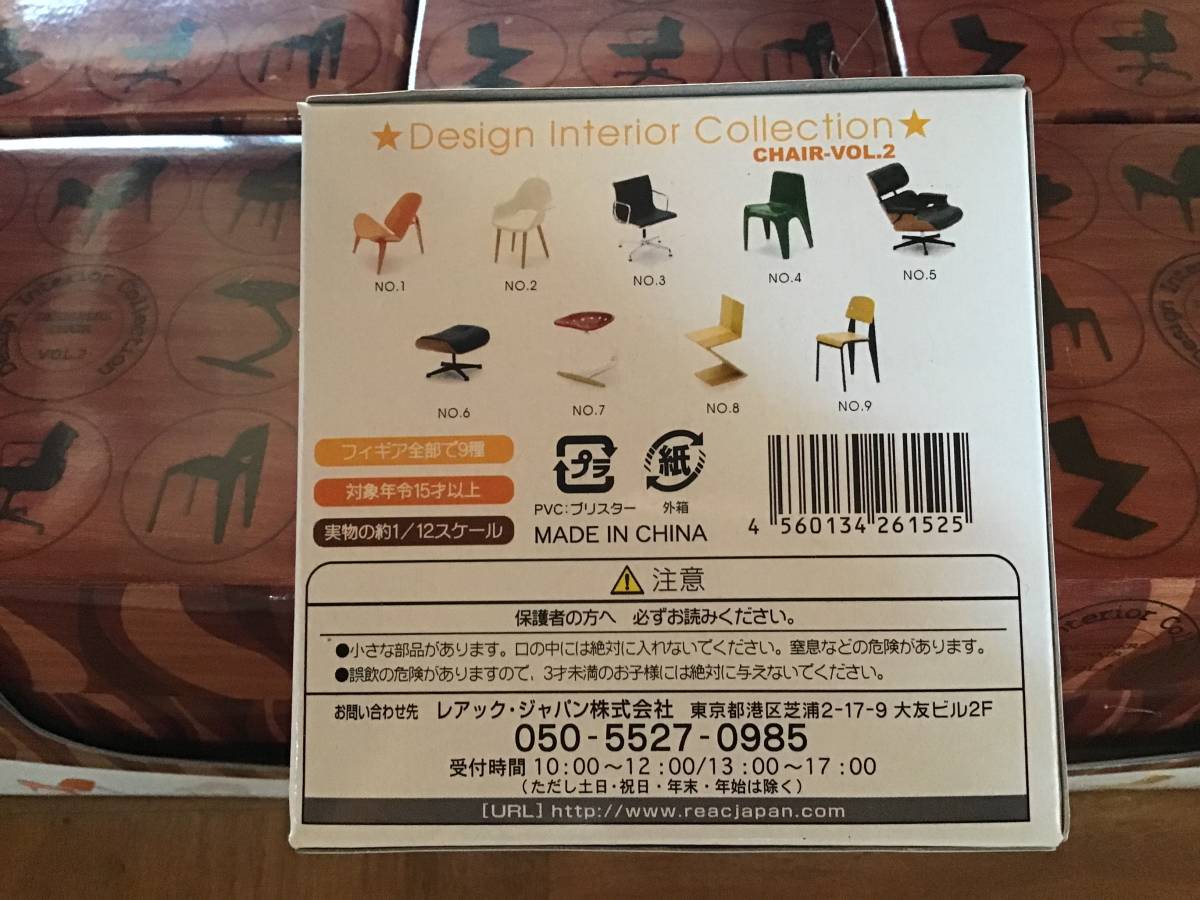 ★Design Interior Collection★
CHAIR-VOL.2
NO.1
NO.2
NO.3
NO.4
NO.5
NO.6
NO.7
NO.8
NO.9
フィギア全部で9種
対象年令15才以上
実物の約1/12スケール
プラ
紙
PVC:ブリスター
外箱
MADE IN CHINA
4 560134 261525
注意
保護者の方へ 必ずお読みください。
●小さな部品があります。口の中には絶対に入れないでください。窒息などの危険があります。
●誤飲の危険がありますので、3才未満のお子様には絶対に与えないでください。
お問い合わせ先 レアック・ジャパン株式会社 東京都港区芝浦2-17-9 大友ビル2F
050-5527-0985
受付時間 10:00～12:00/13:00～17:00
(ただし土日・祝日・年末・年始は除く)
[URL] http://www.reacjapan.com
Design Interior Collection
VOL.2
Interior